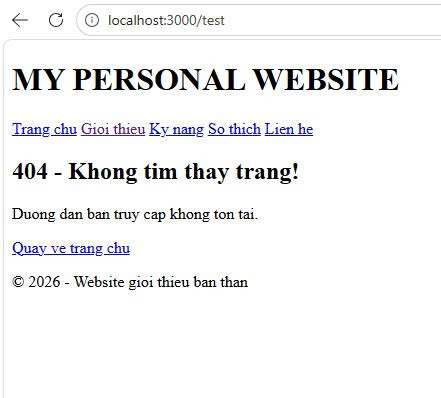 localhost:3000/test
MY PERSONAL WEBSITE
Trang chu Gioi thieu Ky nang So thich Lien he
404 - Khong tim thay trang!
Duong dan ban truy cap khong ton tai.
Quay ve trang chu
© 2026 - Website gioi thieu ban than